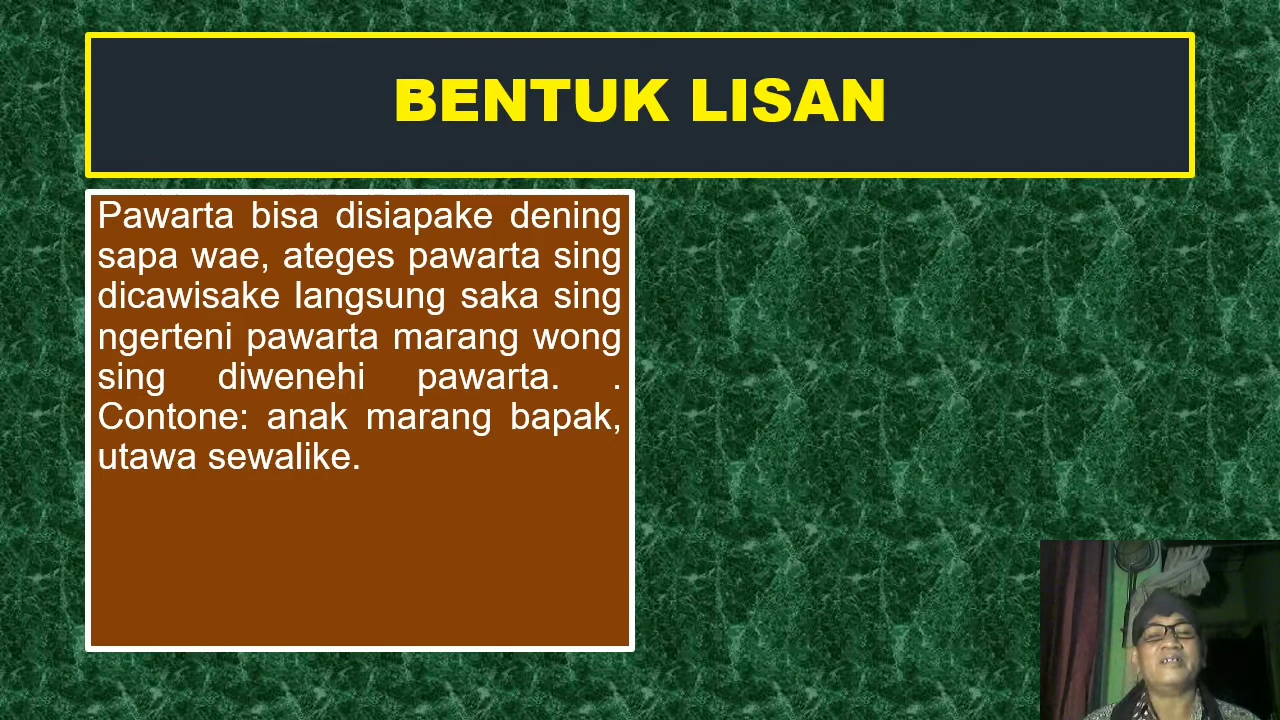 BENTUK LISAN
Pawarta bisa disiapake dening
sapa wae, ateges pawarta sing
dicawisake langsung saka sing
ngerteni pawarta marang wong
sing diwenehi pawarta. .
Contone: anak marang bapak,
utawa sewalike.